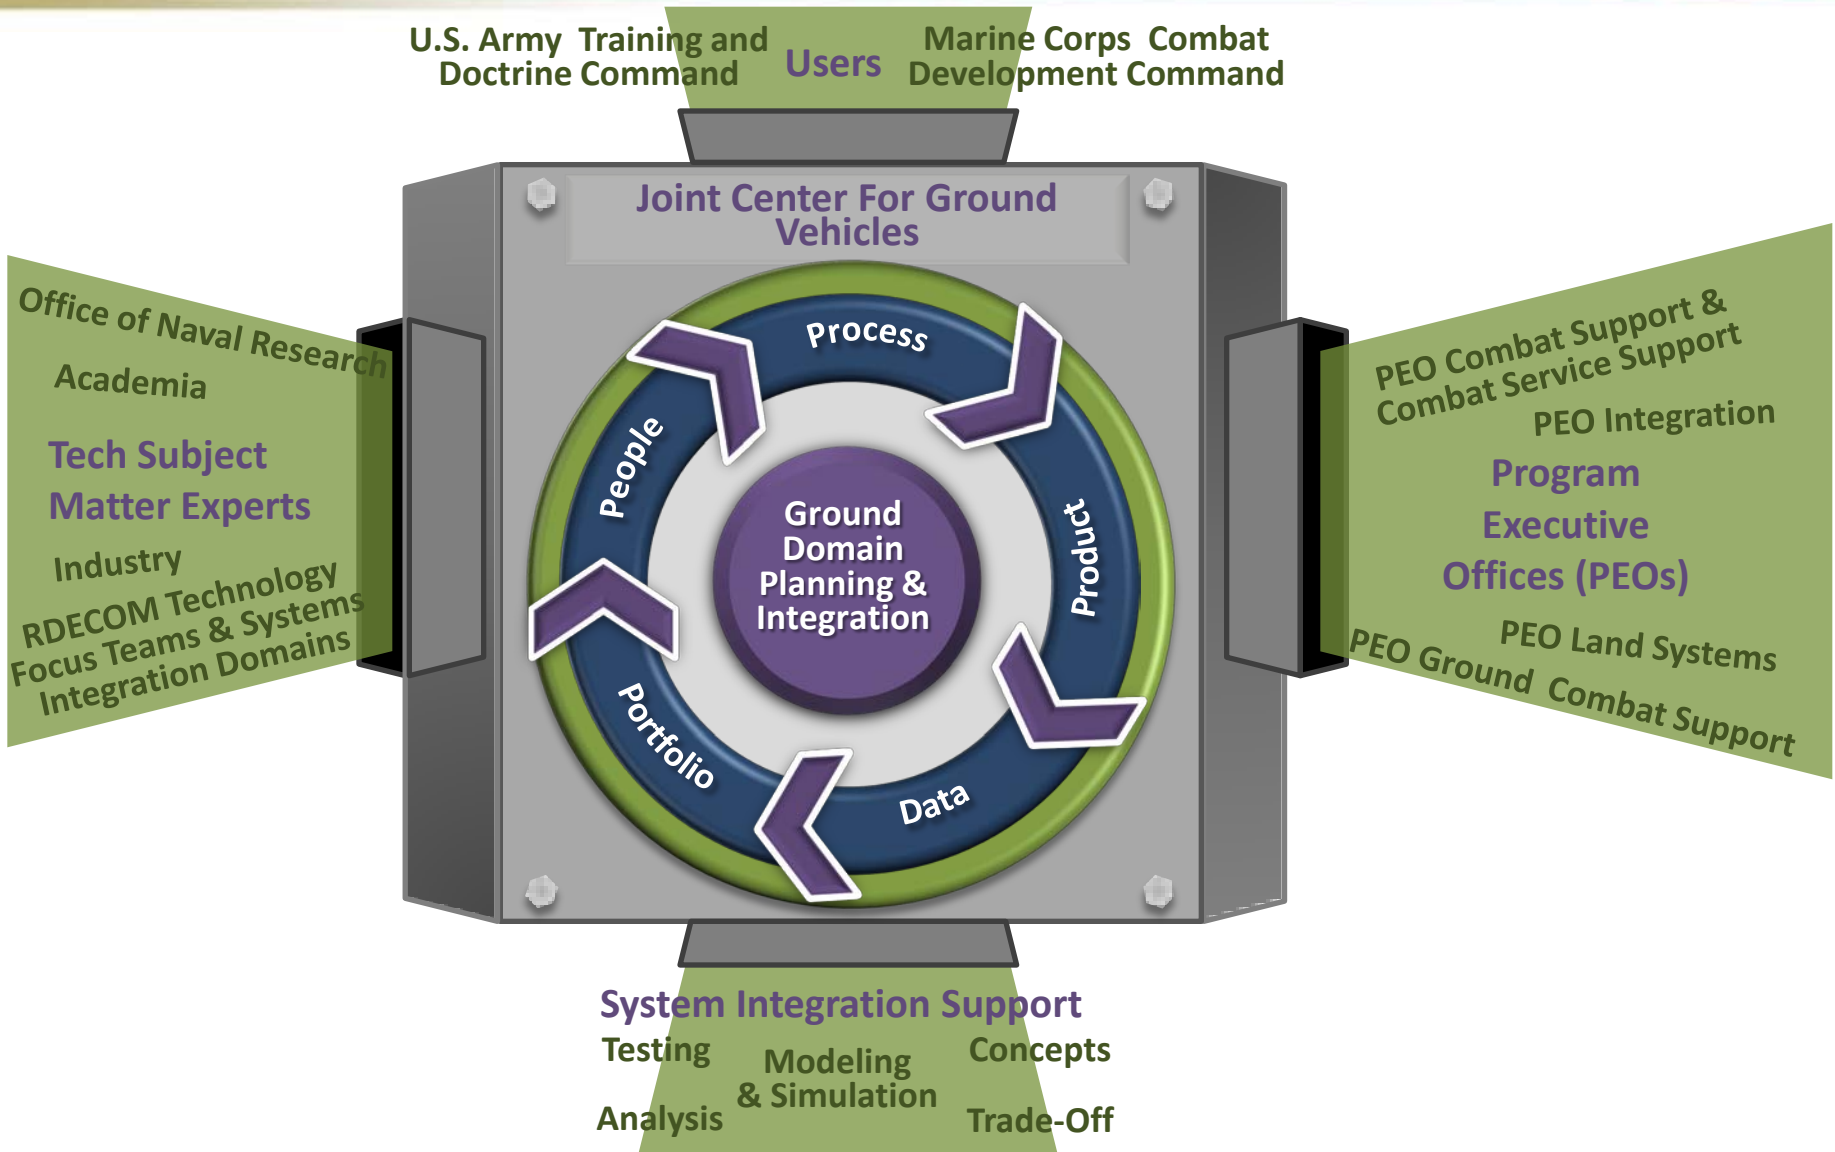 U.S. Army Training and
Doctrine Command
Users
Marine Corps Combat
Development Command
Joint Center For Ground
Vehicles
Office of Naval Research
Academia
Tech Subject
Matter Experts
Industry
RDECOM Technology
Focus Teams & Systems
Integration Domains
Process
People
Product
Portfolio
Data
Ground
Domain
Planning &
Integration
PEO Combat Support &
Combat Service Support
PEO Integration
Program
Executive
Offices (PEOs)
PEO Land Systems
PEO Ground Combat Support
System Integration Support
Testing
Modeling
& Simulation
Concepts
Analysis
Trade-Off